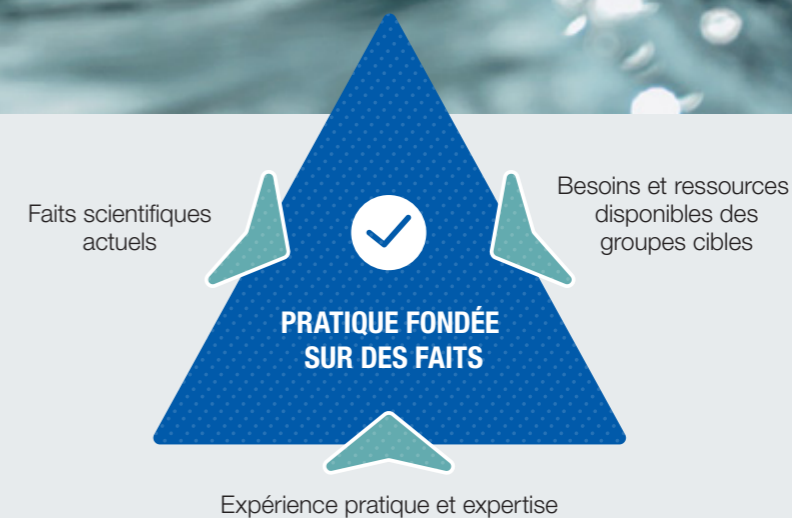 Faits scientifiques
actuels
Besoins et ressources
disponibles des
groupes cibles
PRATIQUE FONDÉE
SUR DES FAITS
Expérience pratique et expertise